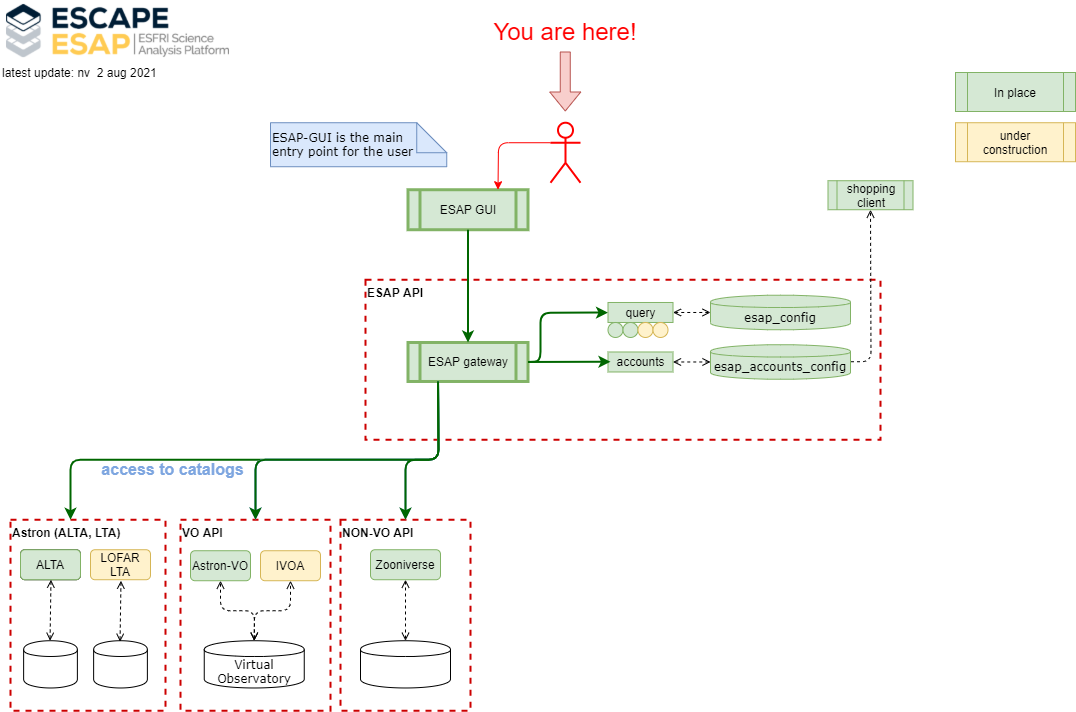 ESCAPE
ESAP
ESFRI Science
Analysis Platform
latest update: nv  2 aug 2021
You are here!
In place
under
construction
ESAP-GUI is the main
entry point for the user
ESAP GUI
shopping
client
ESAP API
query
esap_config
ESAP gateway
accounts
esap_accounts_config
access to catalogs
Astron (ALTA, LTA)
ALTA
LOFAR
LTA
VO API
Astron-VO
IVOA
Virtual
Observatory
NON-VO API
Zooniverse